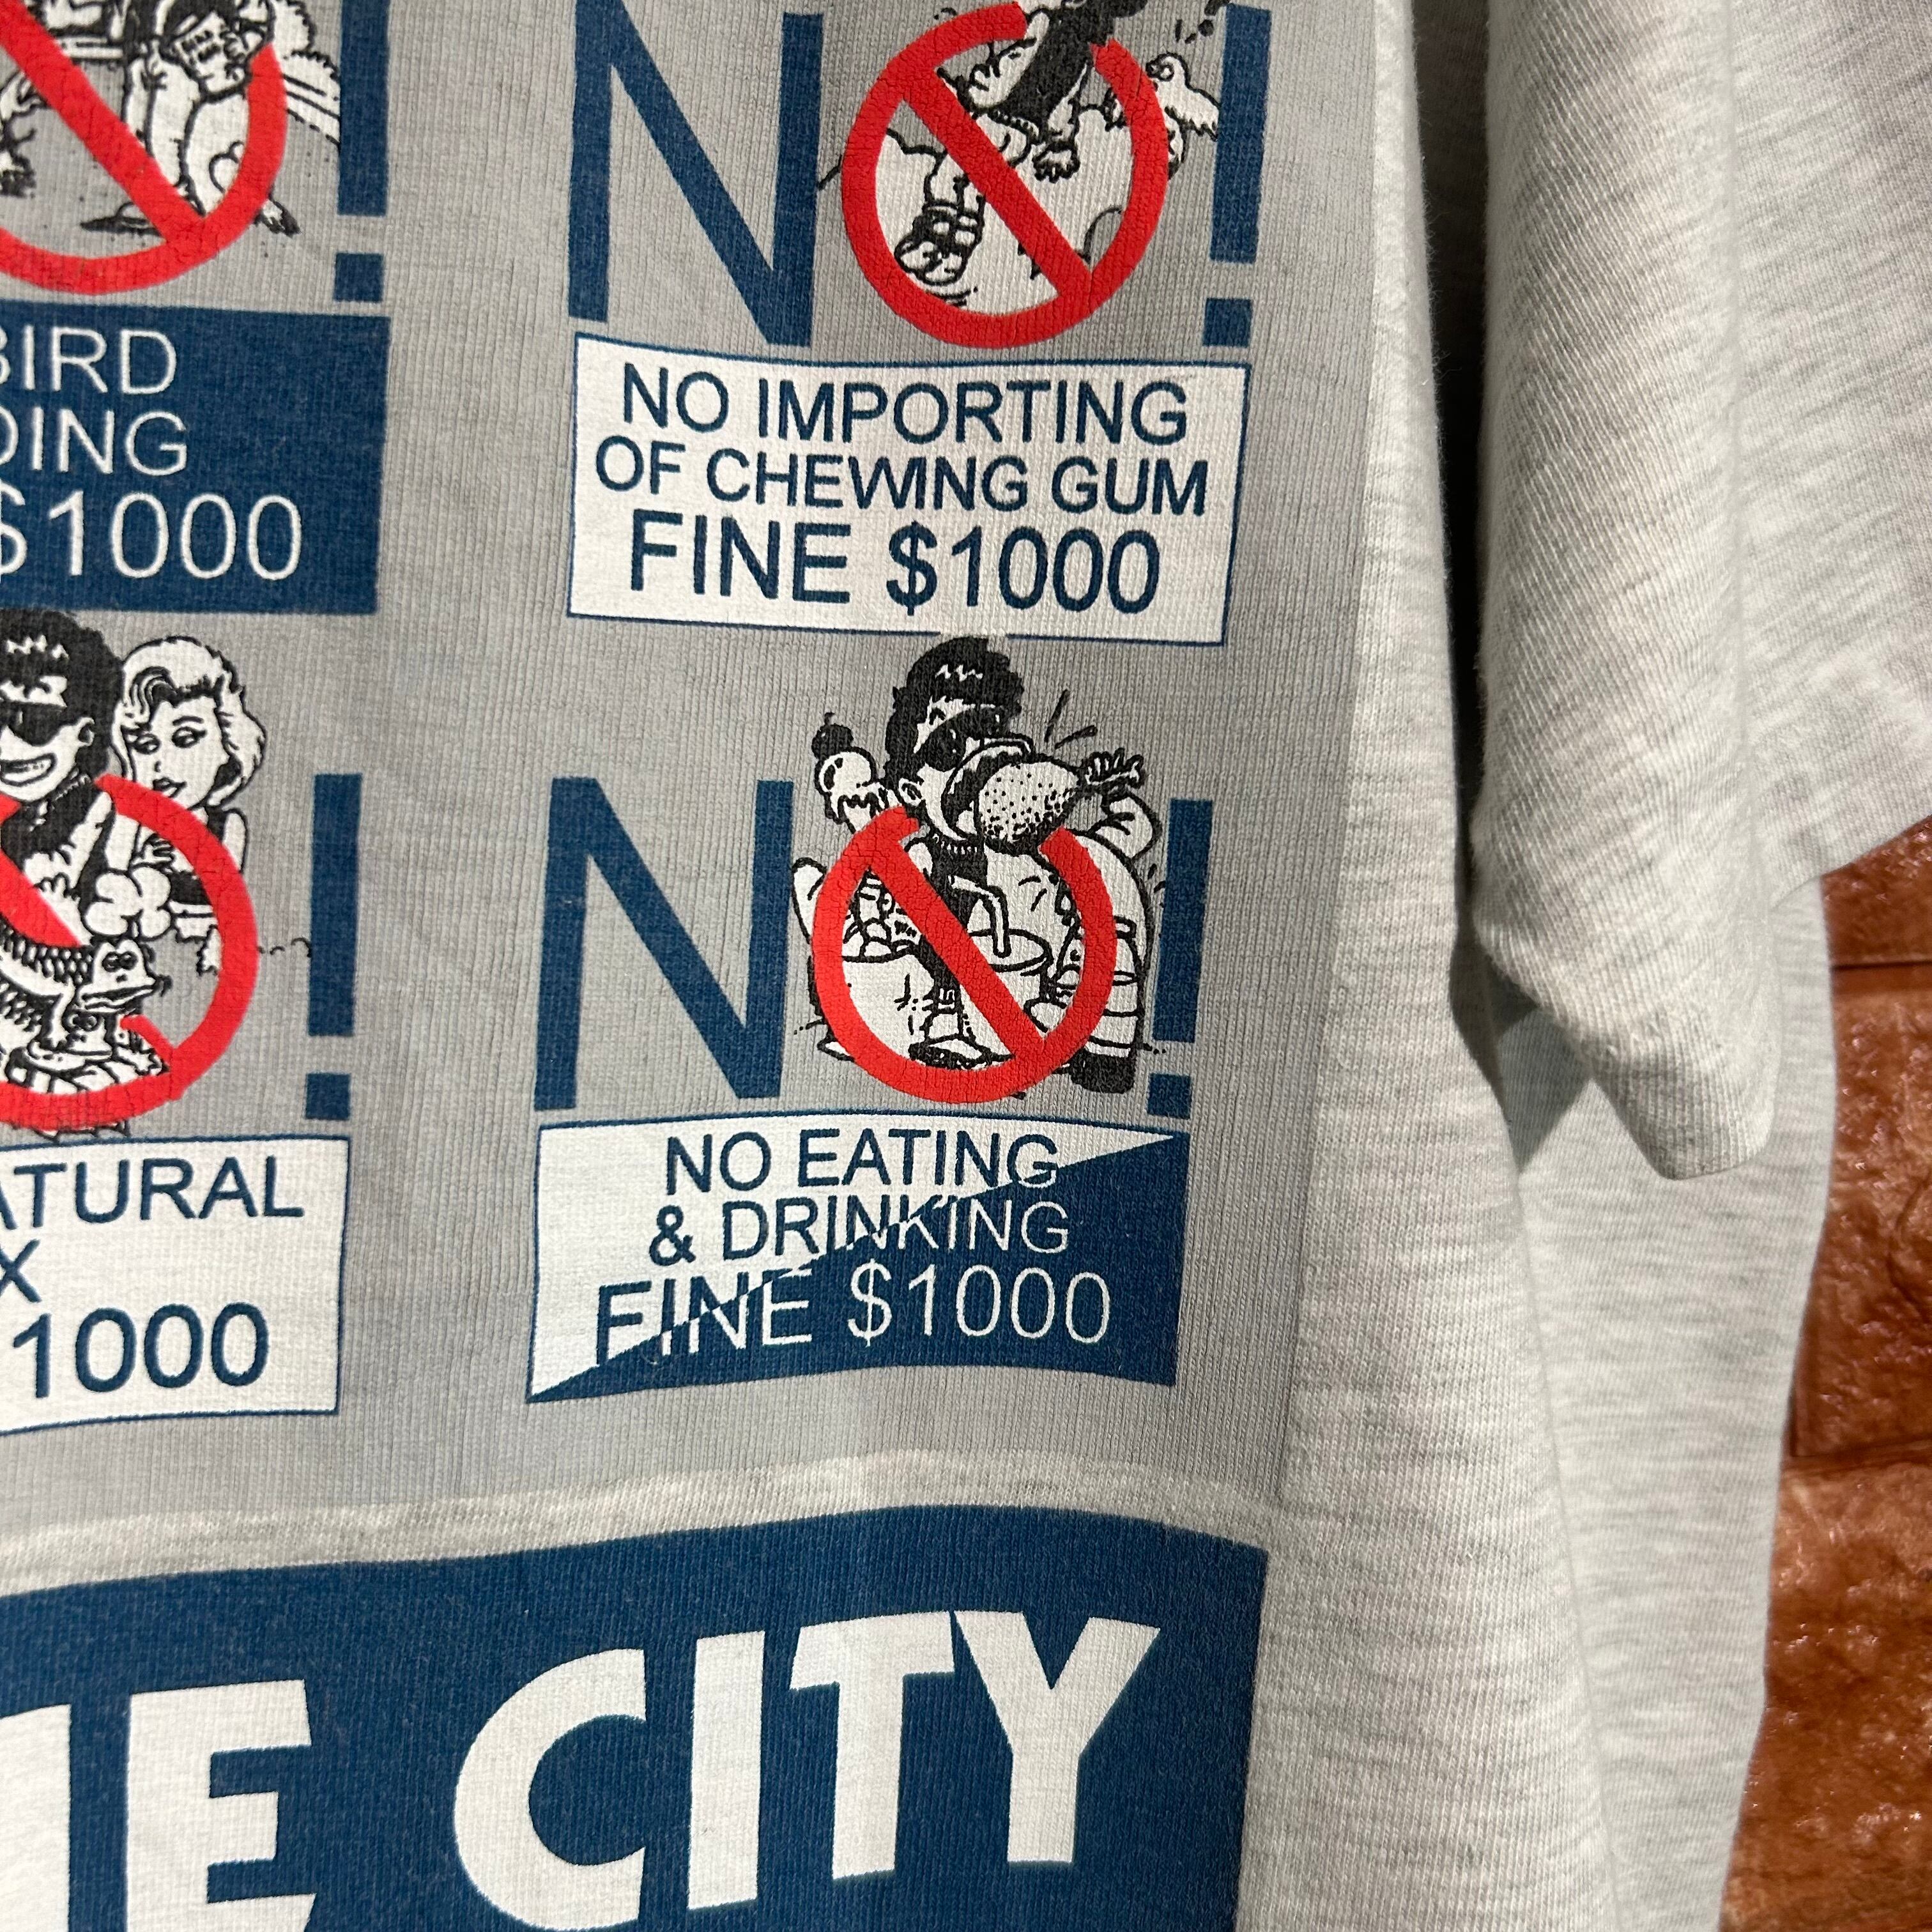 N !
BIRD
DING
$1000
NO IMPORTING
OF CHEWING GUM
FINE $1000
N !
ATURAL
X
1000
NO EATING
& DRINKING
FINE $1000
E CITY